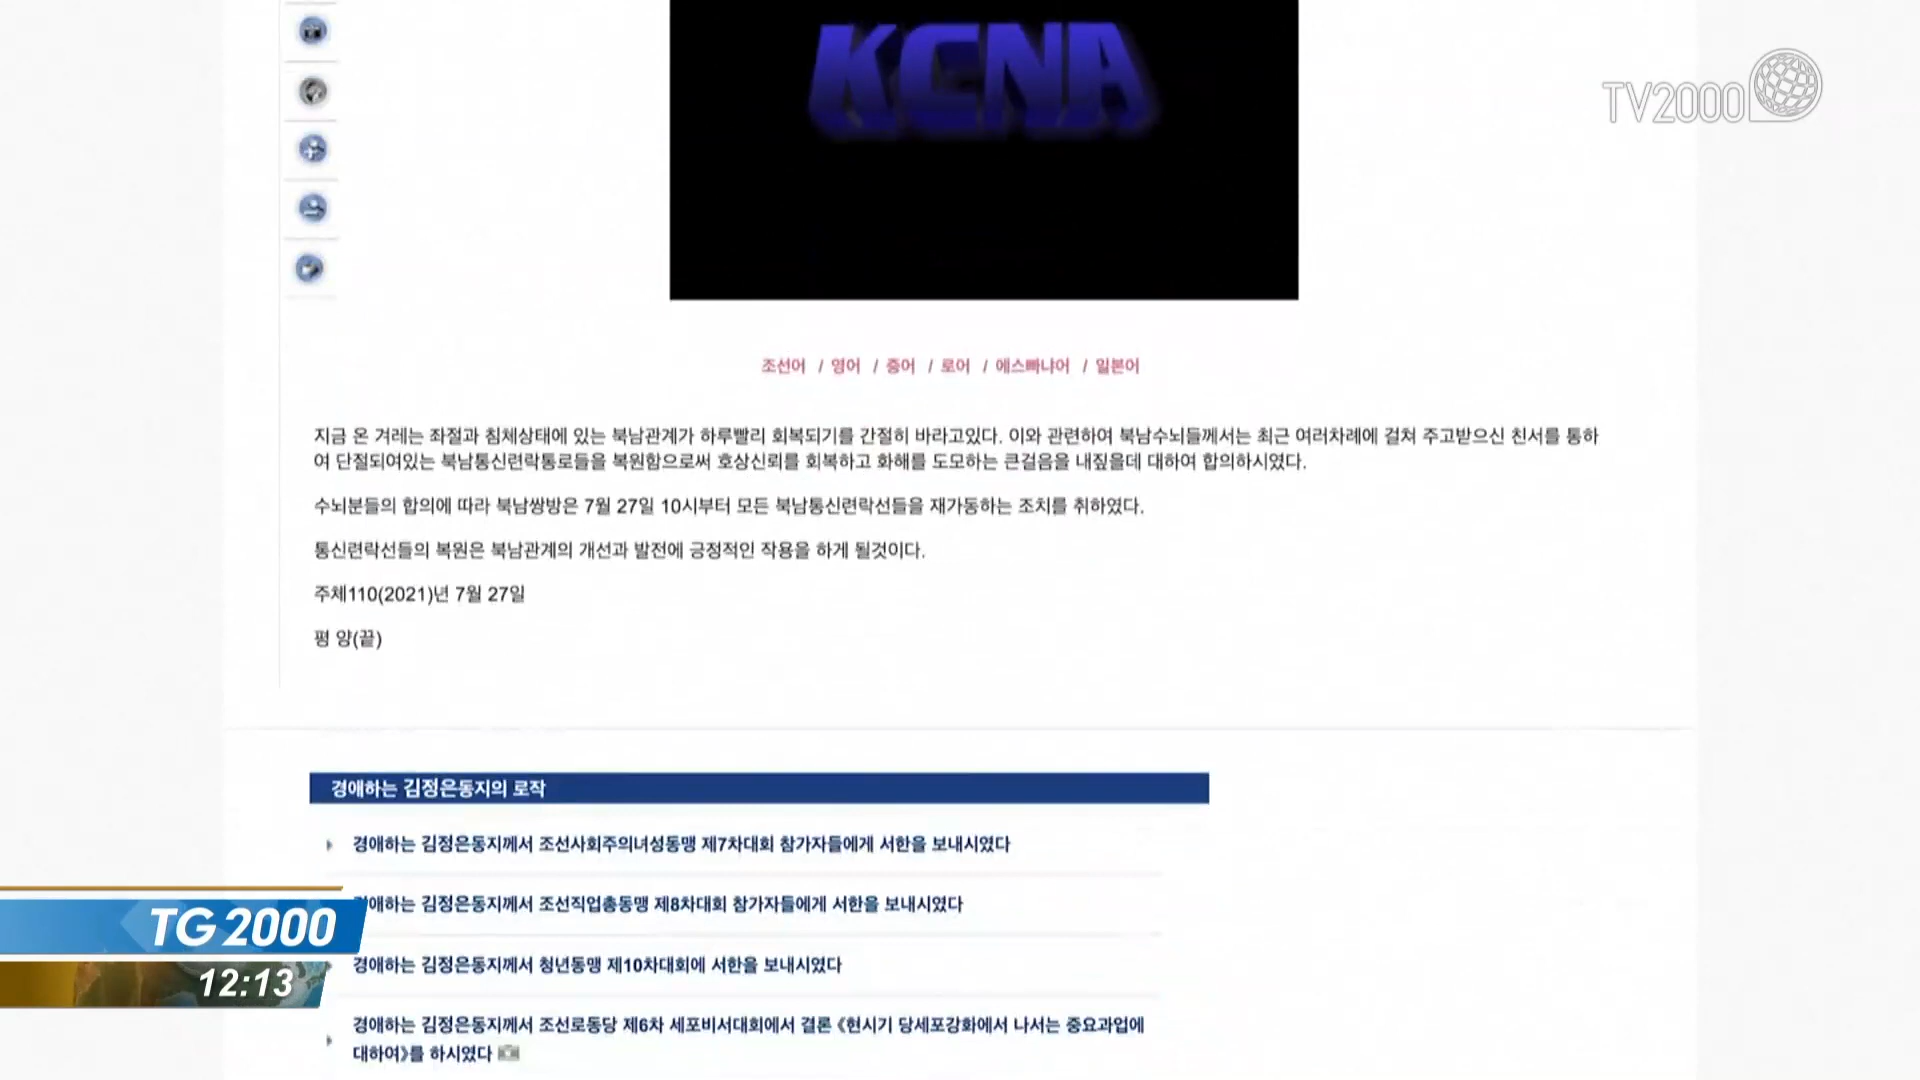 KCNA
TV2000
조선어 / 영어 / 중어 / 로어 / 에스빠냐어 / 일본어
지금 온 겨레는 좌절과 침체상태에 있는 북남관계가 하루빨리 회복되기를 간절히 바라고있다. 이와 관련하여 북남수뇌들께서는 최근 여러차례에 걸쳐 주고받으신 친서를 통하
여 단절되여있는 북남통신련락통로들을 복원함으로써 호상신뢰를 회복하고 화해를 도모하는 큰걸음을 내짚을데 대하여 합의하시였다.
수뇌분들의 합의에 따라 북남쌍방은 7월 27일 10시부터 모든 북남통신련락선들을 재가동하는 조치를 취하였다.
통신련락선들의 복원은 북남관계의 개선과 발전에 긍정적인 작용을 하게 될것이다.
주체110(2021)년 7월 27일
평 양(끝)
경애하는 김정은동지의 로작
경애하는 김정은동지께서 조선사회주의녀성동맹 제7차대회 참가자들에게 서한을 보내시였다
경애하는 김정은동지께서 조선직업총동맹 제8차대회 참가자들에게 서한을 보내시였다
경애하는 김정은동지께서 청년동맹 제10차대회에 서한을 보내시였다
경애하는 김정은동지께서 조선로동당 제6차 세포비서대회에서 결론 《현시기 당세포강화에서 나서는 중요과업에
대하여》를 하시였다
TG 2000
12:13